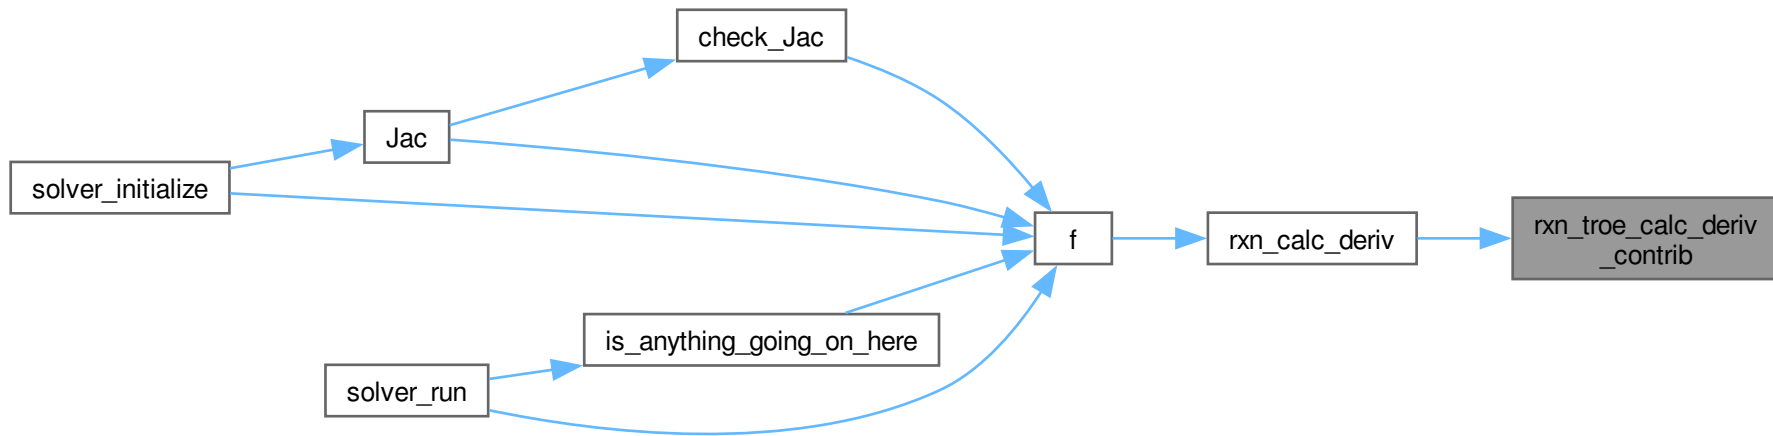 check_Jac
Jac
solver_initialize
f
rxn_calc_deriv
rxn_troe_calc_deriv
_contrib
is_anything_going_on_here
solver_run